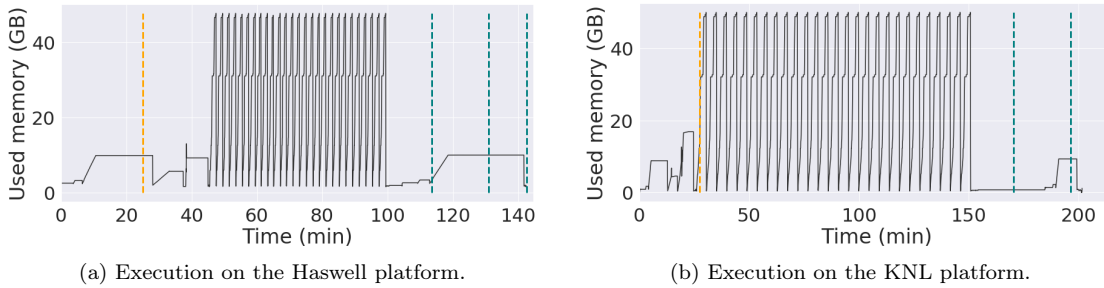 Used memory (GB)
40
20
0
0 20 40 60 80 100 120 140
Time (min)
(a) Execution on the Haswell platform.
Used memory (GB)
40
20
0
0 50 100 150 200
Time (min)
(b) Execution on the KNL platform.